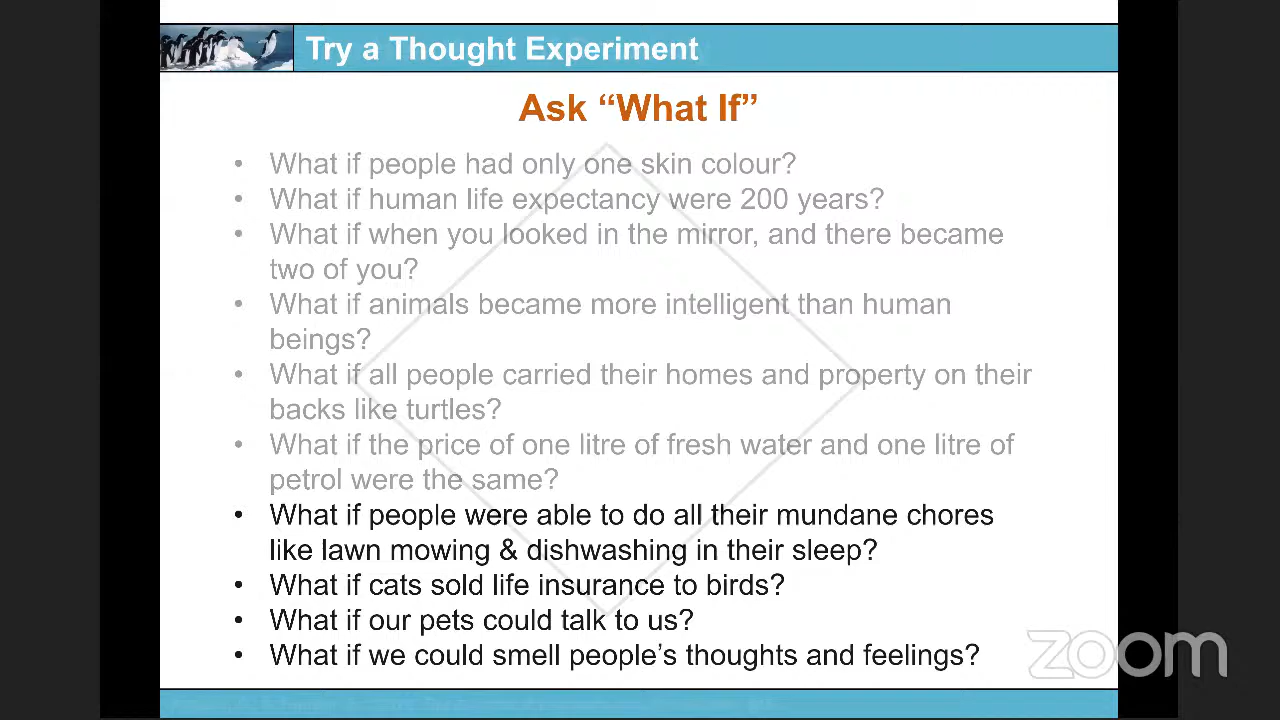 Try a Thought Experiment
Ask “What If”
• What if people had only one skin colour?
• What if human life expectancy were 200 years?
• What if when you looked in the mirror, and there became
two of you?
• What if animals became more intelligent than human
beings?
• What if all people carried their homes and property on their
backs like turtles?
• What if the price of one litre of fresh water and one litre of
petrol were the same?
• What if people were able to do all their mundane chores
like lawn mowing & dishwashing in their sleep?
• What if cats sold life insurance to birds?
• What if our pets could talk to us?
• What if we could smell people’s thoughts and feelings?
zoom